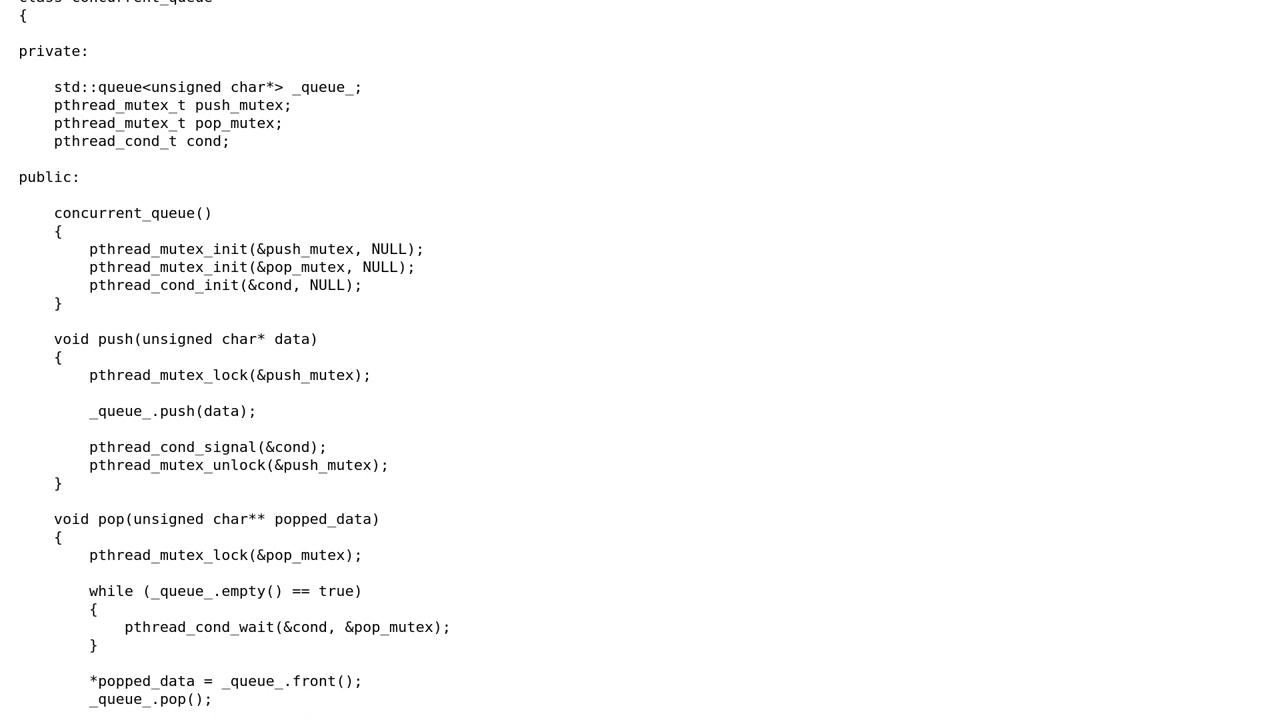 class concurrent_queue
{
private:
std::queue<unsigned char*> _queue_;
pthread_mutex_t push_mutex;
pthread_mutex_t pop_mutex;
pthread_cond_t cond;
public:
concurrent_queue()
{
pthread_mutex_init(&push_mutex, NULL);
pthread_mutex_init(&pop_mutex, NULL);
pthread_cond_init(&cond, NULL);
}
void push(unsigned char* data)
{
pthread_mutex_lock(&push_mutex);
_queue_.push(data);
pthread_cond_signal(&cond);
pthread_mutex_unlock(&push_mutex);
}
void pop(unsigned char** popped_data)
{
pthread_mutex_lock(&pop_mutex);
while (_queue_.empty() == true)
{
pthread_cond_wait(&cond, &pop_mutex);
}
*popped_data = _queue_.front();
_queue_.pop();